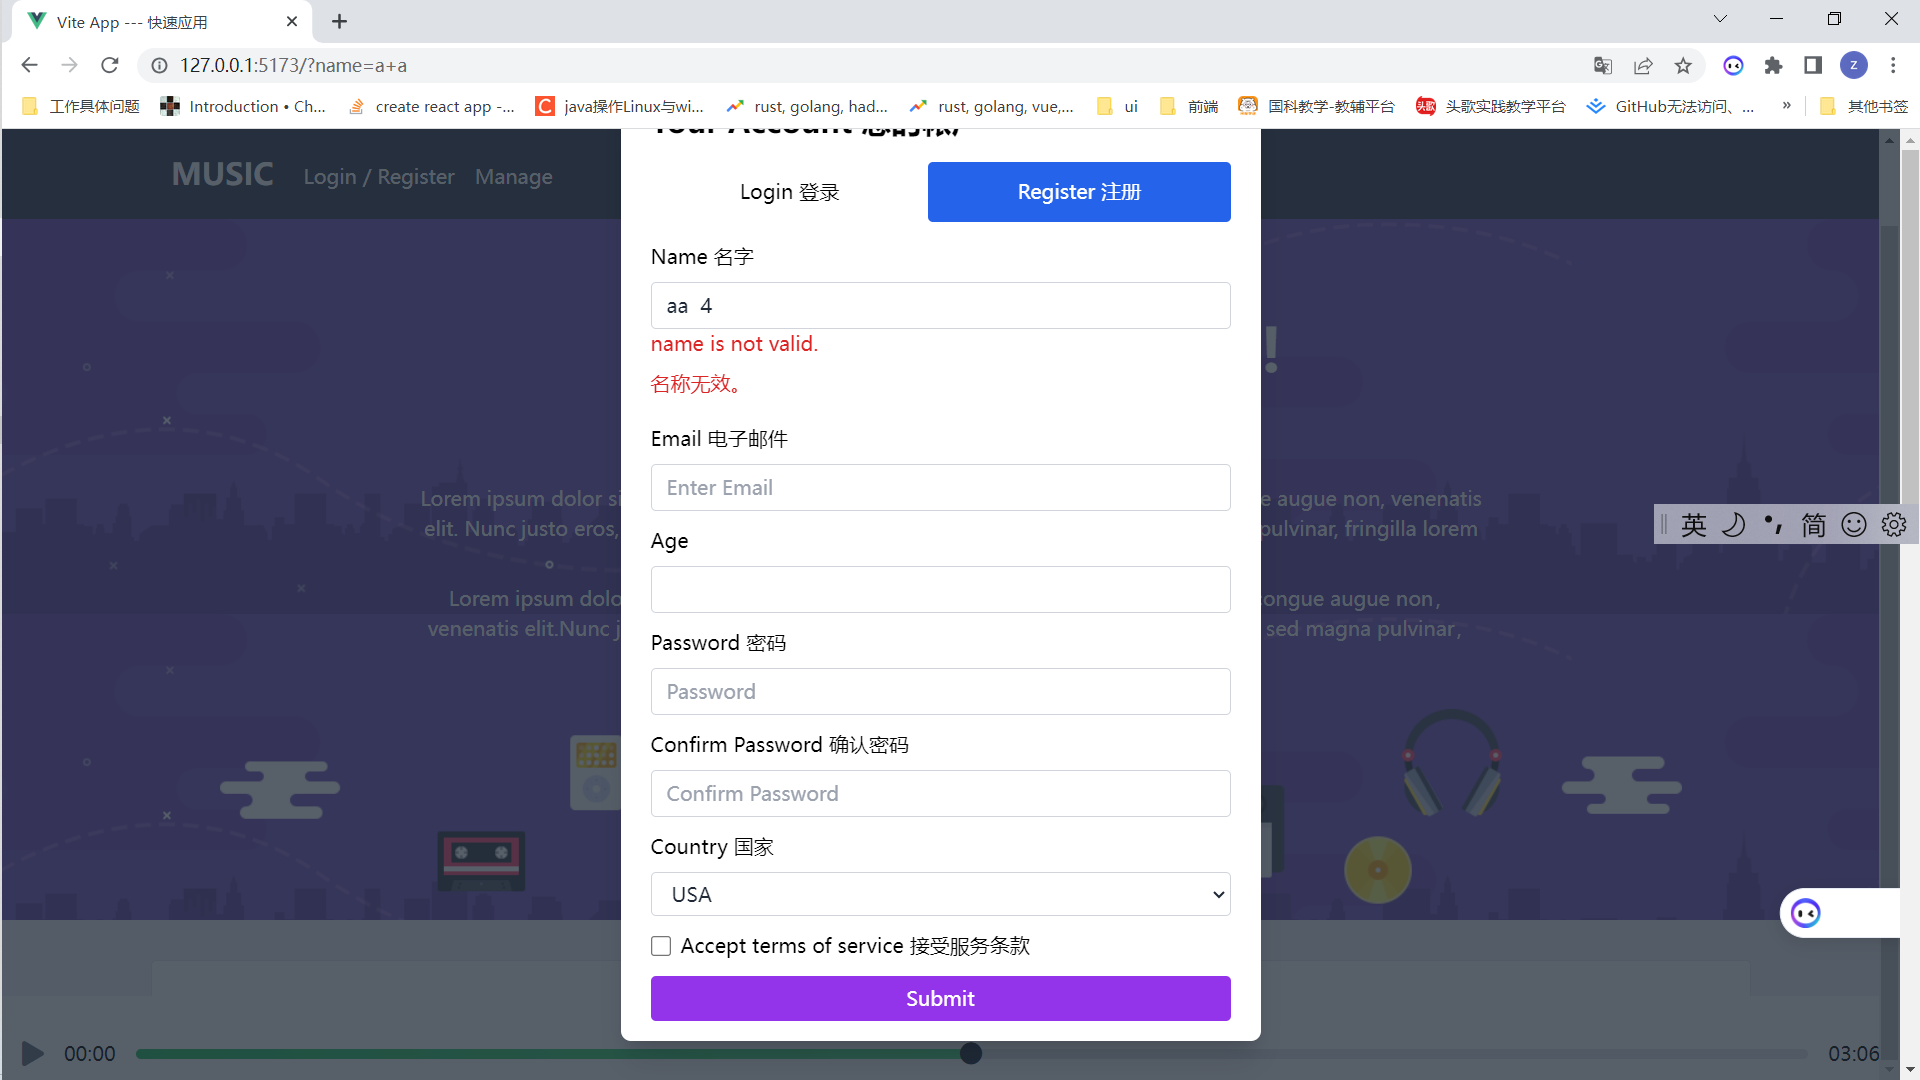 Vite App --- 快速应用
127.0.0.1:5173/?name=a+a
z
工作具体问题
Introduction • Ch...
create react app -...
C
java操作Linux与wi...
rust, golang, had...
rust, golang, vue,...
ui
前端
国科教学-教辅平台
头歌
头歌实践教学平台
GitHub无法访问、...
»
其他书签
Your Account 您的帐户
MUSIC
Login / Register
Manage
Login 登录
Register 注册
Name 名字
aa  4
name is not valid.
名称无效。
!
Email 电子邮件
Enter Email
Lorem ipsum dolor si
e augue non, venenatis
elit. Nunc justo eros,
pulvinar, fringilla lorem
英
简
Age
Lorem ipsum dolo
ongue augue non,
venenatis elit.Nunc j
sed magna pulvinar,
Password 密码
Password
Confirm Password 确认密码
Confirm Password
Country 国家
USA
Accept terms of service 接受服务条款
Submit
00:00
03:06